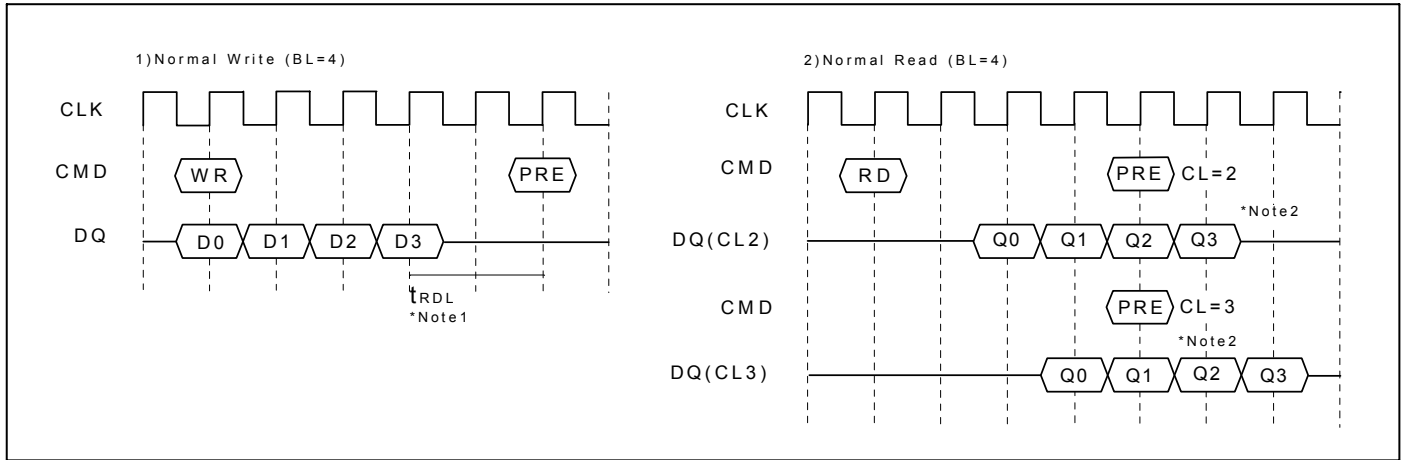 1)Normal Write (BL=4)
CLK
CMD WR PRE
DQ D0 D1 D2 D3
tRDL
*Note1
2)Normal Read (BL=4)
CLK
CMD RD PRE CL=2
*Note2
DQ(CL2) Q0 Q1 Q2 Q3
CMD PRE CL=3
*Note2
DQ(CL3) Q0 Q1 Q2 Q3